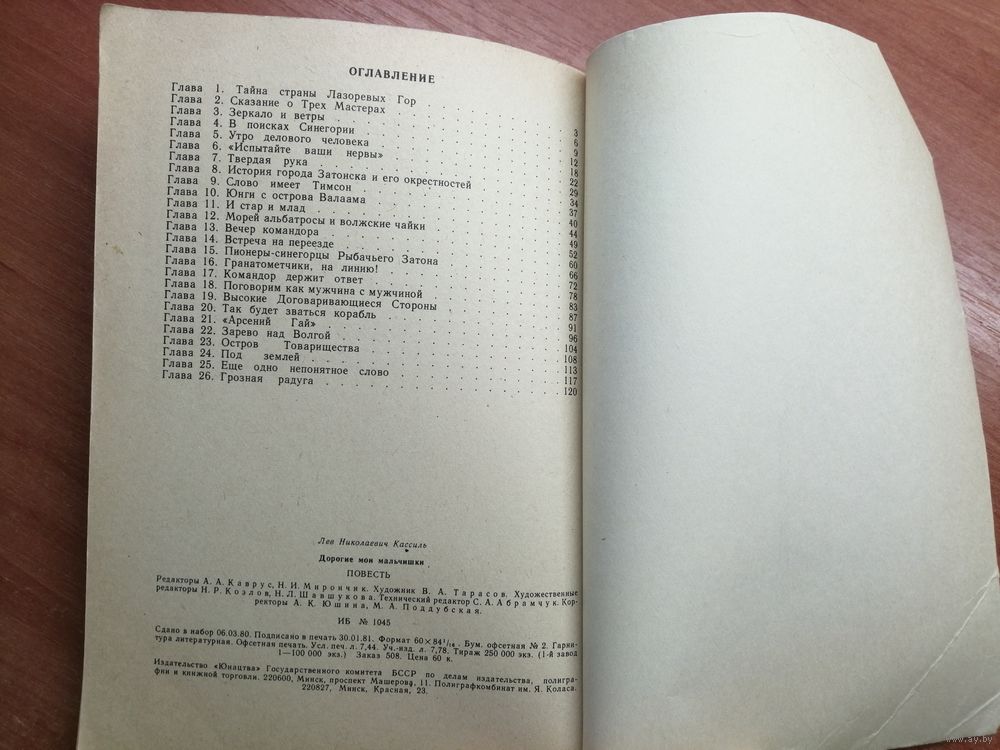 ОГЛАВЛЕНИЕ
Глава 1. Тайна страны Лазоревых Гор 3
Глава 2. Сказание о Трех Мастерах 6
Глава 3. Зеркало и ветры 9
Глава 4. В поисках Синегории 12
Глава 5. Утро делового человека 18
Глава 6. «Испытайте ваши нервы» 22
Глава 7. Твердая рука 29
Глава 8. История города Затонска и его окрестностей 34
Глава 9. Слово имеет Тимсон 37
Глава 10. Юнги с острова Валаама 40
Глава 11. И стар и млад 44
Глава 12. Морей альбатросы и волжские чайки 49
Глава 13. Вечер командора 52
Глава 14. Встреча на переезде 60
Глава 15. Пионеры-синегорцы Рыбачьего Затона 66
Глава 16. Гранатометчики, на линию! 72
Глава 17. Командор держит ответ 78
Глава 18. Поговорим как мужчина с мужчиной 83
Глава 19. Высокие Договаривающиеся Стороны 87
Глава 20. Так будет зваться корабль 91
Глава 21. «Арсений Гай» 96
Глава 22. Зарево над Волгой 104
Глава 23. Остров Товарищества 108
Глава 24. Под землей 113
Глава 25. Еще одно непонятное слово 117
Глава 26. Грозная радуга 120
Лев Николаевич Кассиль
Дорогие мои мальчишки
ПОВЕСТЬ
Редакторы А. А. Каврус, Н. И. Мирончик. Художник В. А. Тарасов. Художественные
редакторы Н. Р. Козлов, Н. Л. Шавшукова. Технический редактор С. А. Абрамчук. Кор-
ректоры А. К. Юшина, М. А. Поддубская.
ИБ № 1045
Сдано в набор 06.03.80. Подписано в печать 30.01.81. Формат 60×84¹/₁₆. Бум. офсетная № 2. Гарни-
тура литературная. Офсетная печать. Усл. печ. л. 7,44. Уч.-изд. л. 7,78. Тираж 250 000 экз. (1-й завод
1—100 000 экз.) Заказ 508. Цена 60 к.
Издательство «Юнацтва» Государственного комитета БССР по делам издательств, полигра-
фии и книжной торговли. 220600, Минск, проспект Машерова, 11. Полиграфкомбинат им. Я. Коласа.
220827, Минск, Красная, 23.
www.ay.by